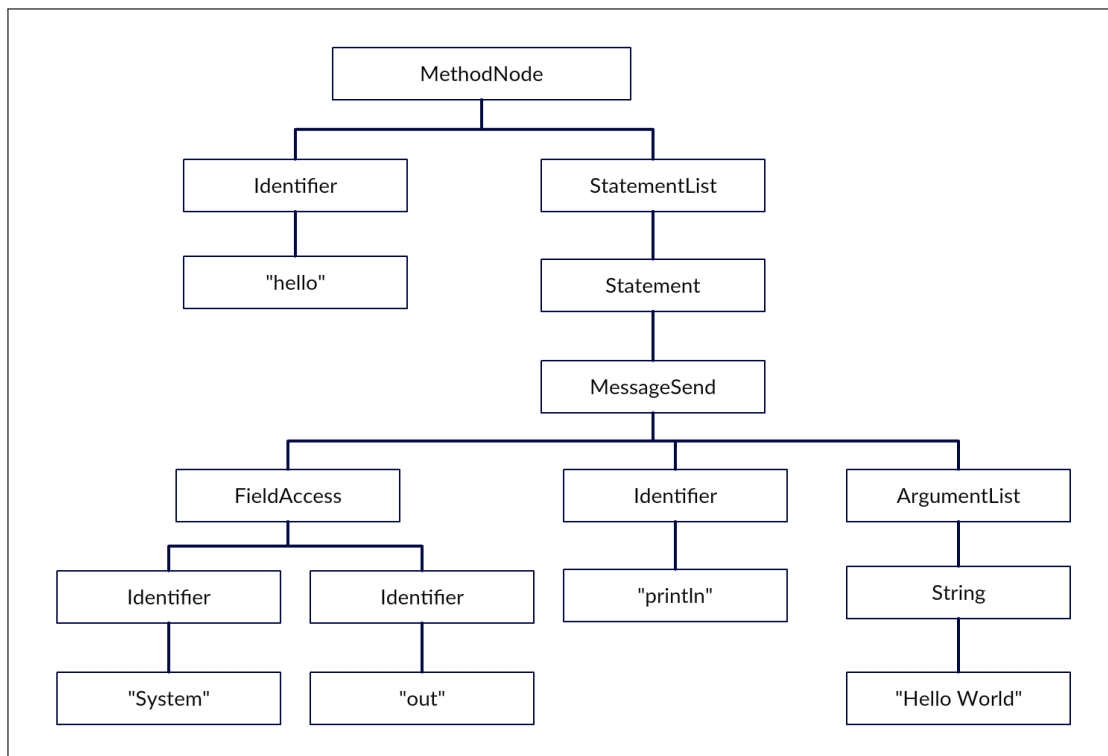 MethodNode
Identifier
StatementList
"hello"
Statement
MessageSend
FieldAccess
Identifier
ArgumentList
Identifier
Identifier
"println"
String
"System"
"out"
"Hello World"